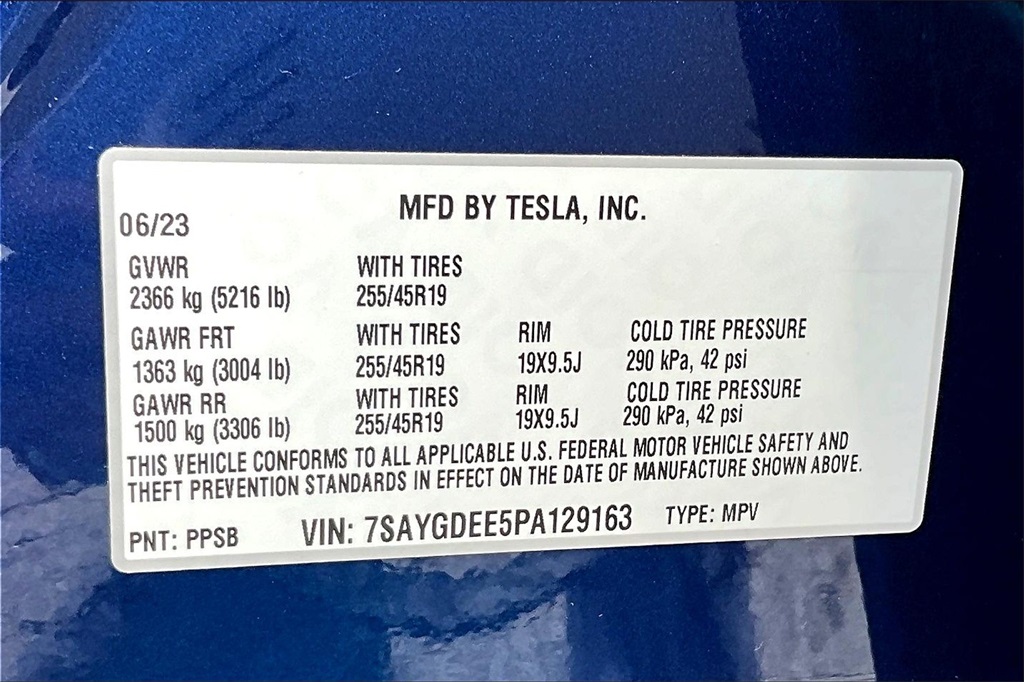 MFD BY TESLA, INC.
06/23
GVWR WITH TIRES
2366 kg (5216 lb) 255/45R19
GAWR FRT WITH TIRES RIM COLD TIRE PRESSURE
1363 kg (3004 lb) 255/45R19 19X9.5J 290 kPa, 42 psi
GAWR RR WITH TIRES RIM COLD TIRE PRESSURE
1500 kg (3306 lb) 255/45R19 19X9.5J 290 kPa, 42 psi
THIS VEHICLE CONFORMS TO ALL APPLICABLE U.S. FEDERAL MOTOR VEHICLE SAFETY AND
THEFT PREVENTION STANDARDS IN EFFECT ON THE DATE OF MANUFACTURE SHOWN ABOVE.
PNT: PPSB VIN: 7SAYGDEE5PA129163 TYPE: MPV